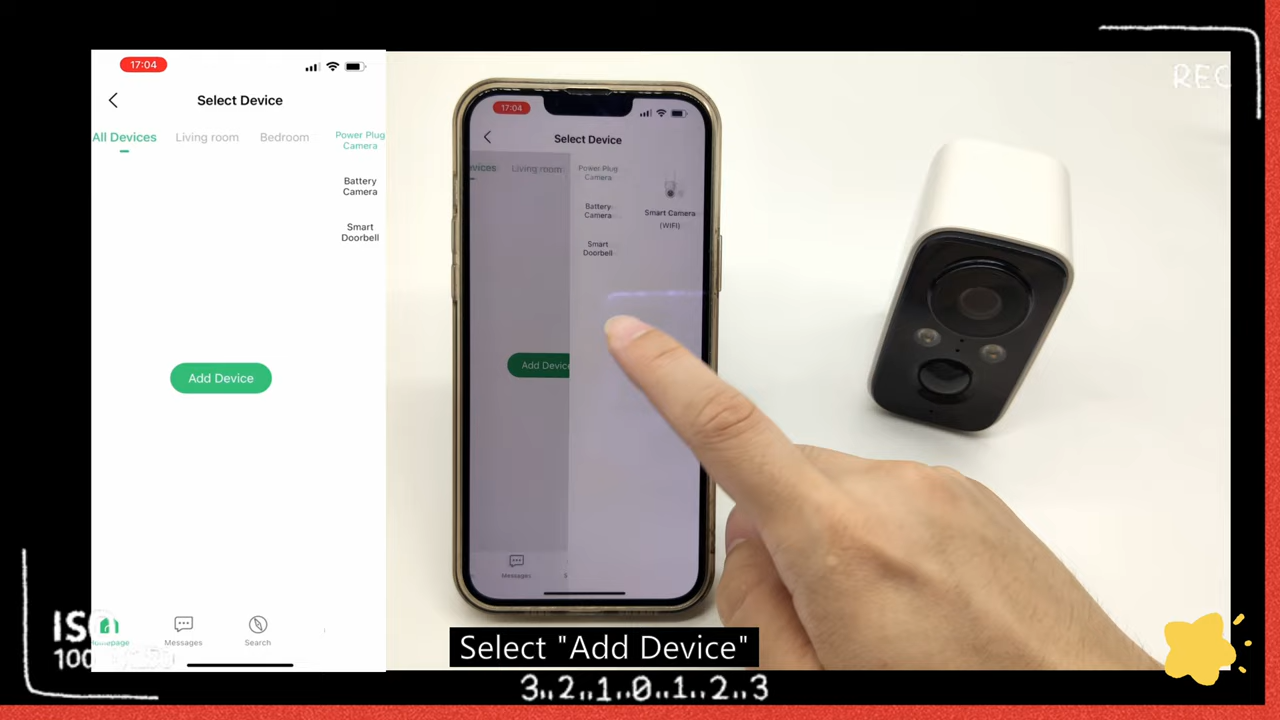 17:04
Select Device
All Devices Living room Bedroom Power Plug
Camera
Battery
Camera
Smart
Doorbell
Add Device
Messages
Search
17:04
Select Device
Living room
Power Plug
Camera
Battery
Camera
Smart
Doorbell
Smart Camera
(WIFI)
Messages
REC
ISO
100
Select "Add Device"
3..2..1..0..1..2..3